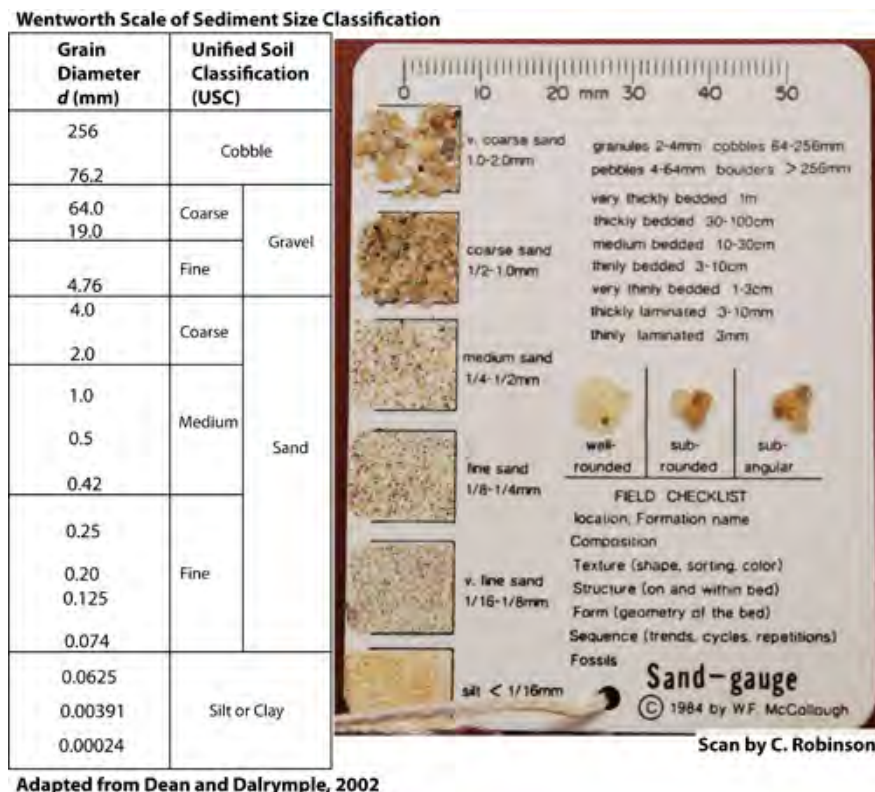 Wentworth Scale of Sediment Size Classification
Grain
Diameter
d (mm)
Unified Soil
Classification
(USC)
256
76.2
Cobble
64.0
19.0
Coarse
Gravel
4.76
Fine
4.0
2.0
Coarse
Sand
1.0
0.5
0.42
Medium
0.25
0.20
0.125
0.074
Fine
0.0625
0.00391
0.00024
Silt or Clay
0 10 20 mm 30 40 50
v. coarse sand
1.0-2.0mm
coarse sand
1/2-1.0mm
medium sand
1/4-1/2mm
fine sand
1/8-1/4mm
v. fine sand
1/16-1/8mm
silt < 1/16mm
granules 2-4mm cobbles 64-256mm
pebbles 4-64mm boulders > 256mm
very thickly bedded 1m
thickly bedded 30-100cm
medium bedded 10-30cm
thinly bedded 3-10cm
very thinly bedded 1-3cm
thickly laminated 3-10mm
thinly laminated 3mm
well-
rounded
sub-
rounded
sub-
angular
FIELD CHECKLIST
location, Formation name
Composition
Texture (shape, sorting, color)
Structure (on and within bed)
Form (geometry of the bed)
Sequence (trends, cycles, repetitions)
Fossils
Sand-gauge
© 1984 by W.F. McCollough
Scan by C. Robinson
Adapted from Dean and Dalrymple, 2002